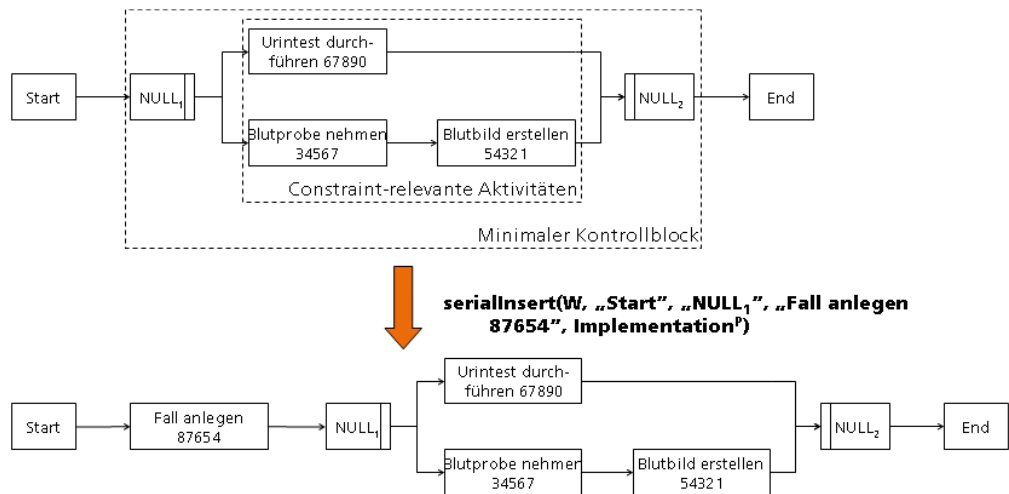 Urintest durch-
führen 67890
Start
NULL₁
NULL₂
End
Blutprobe nehmen
34567
Blutbild erstellen
54321
Constraint-relevante Aktivitäten
Minimaler Kontrollblock
serialInsert(W, „Start”, „NULL₁”, „Fall anlegen
87654”, Implementationᵖ)
Urintest durch-
führen 67890
Start
Fall anlegen
87654
NULL₁
NULL₂
End
Blutprobe nehmen
34567
Blutbild erstellen
54321